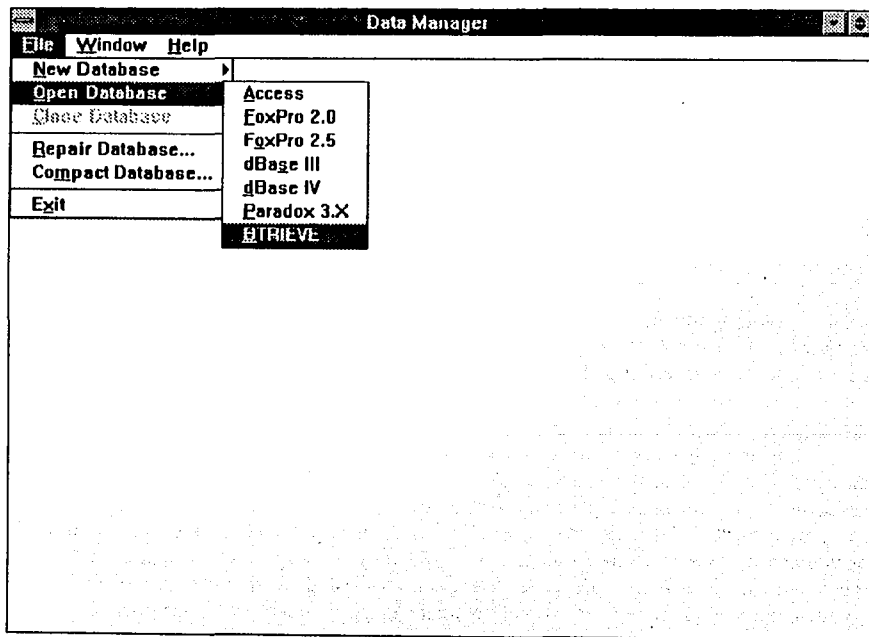 Data Manager
File Window Help
New Database
Open Database
Close Database
Repair Database...
Compact Database...
Exit
Access
FoxPro 2.0
FoxPro 2.5
dBase III
dBase IV
Paradox 3.X
BTRIEVE